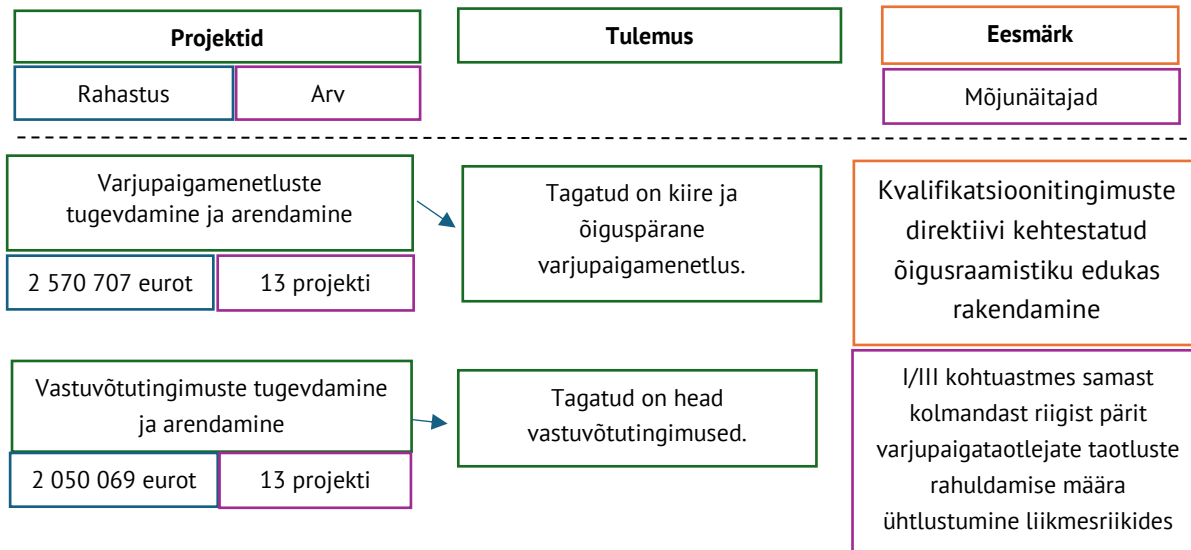 Projektid
Tulemus
Eesmärk
Rahastus
Arv
Mõjunäitajad
Varjupaigamenetluste
tugevdamine ja arendamine
2 570 707 eurot
13 projekti
Tagatud on kiire ja
õiguspärane
varjupaigamenetlus.
Kvalifikatsioonitingimuste
direktiivi kehtestatud
õigusraamistiku edukas
rakendamine
Vastuvõtutingimuste tugevdamine
ja arendamine
2 050 069 eurot
13 projekti
Tagatud on head
vastuvõtutingimused.
I/III kohtuastmes samast
kolmandast riigist pärit
varjupaigataotlejate taotluste
rahuldamise määra
ühtlustumine liikmesriikides